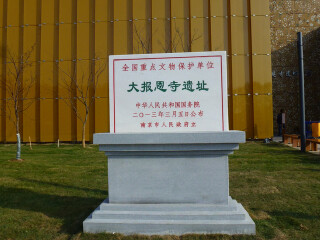 全国重点文物保护单位
大报恩寺遗址
中华人民共和国国务院
二〇一三年三月五日公布
南京市人民政府立